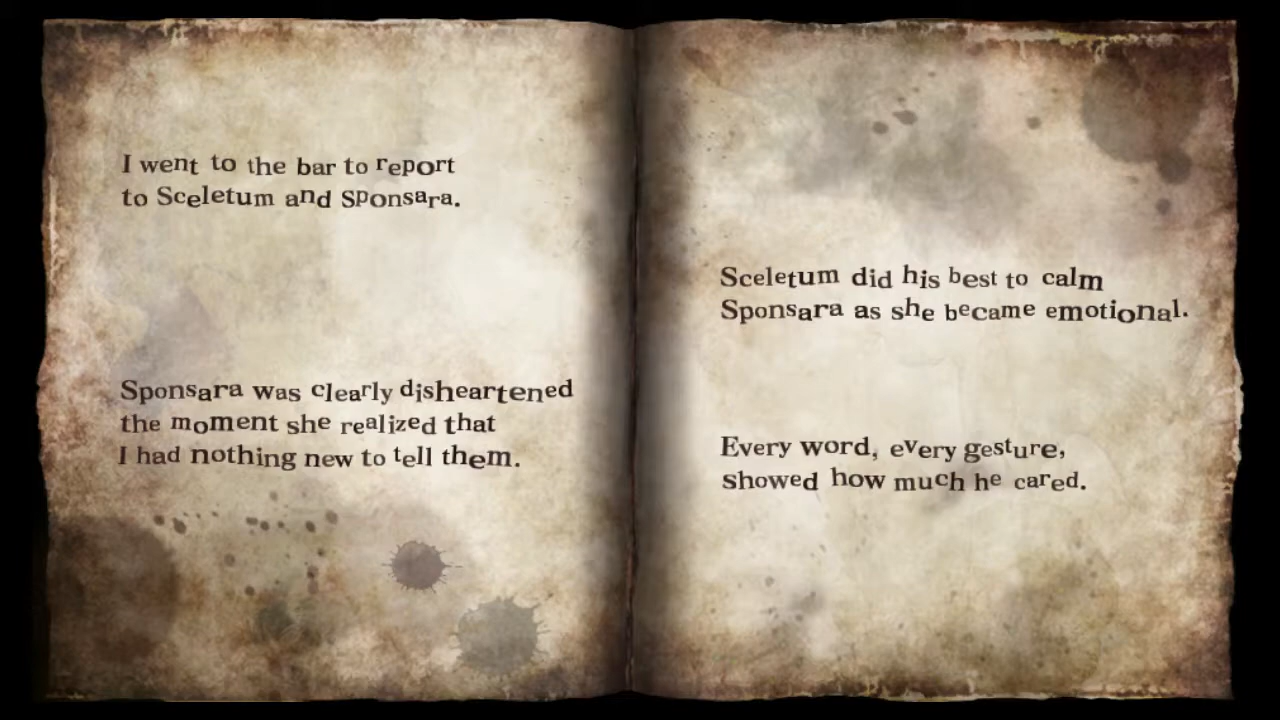 I went to the bar to report
to Sceletum and Sponsara.
Sponsara was clearly disheartened
the moment she realized that
I had nothing new to tell them.
Sceletum did his best to calm
Sponsara as she became emotional.
Every word, every gesture,
showed how much he cared.